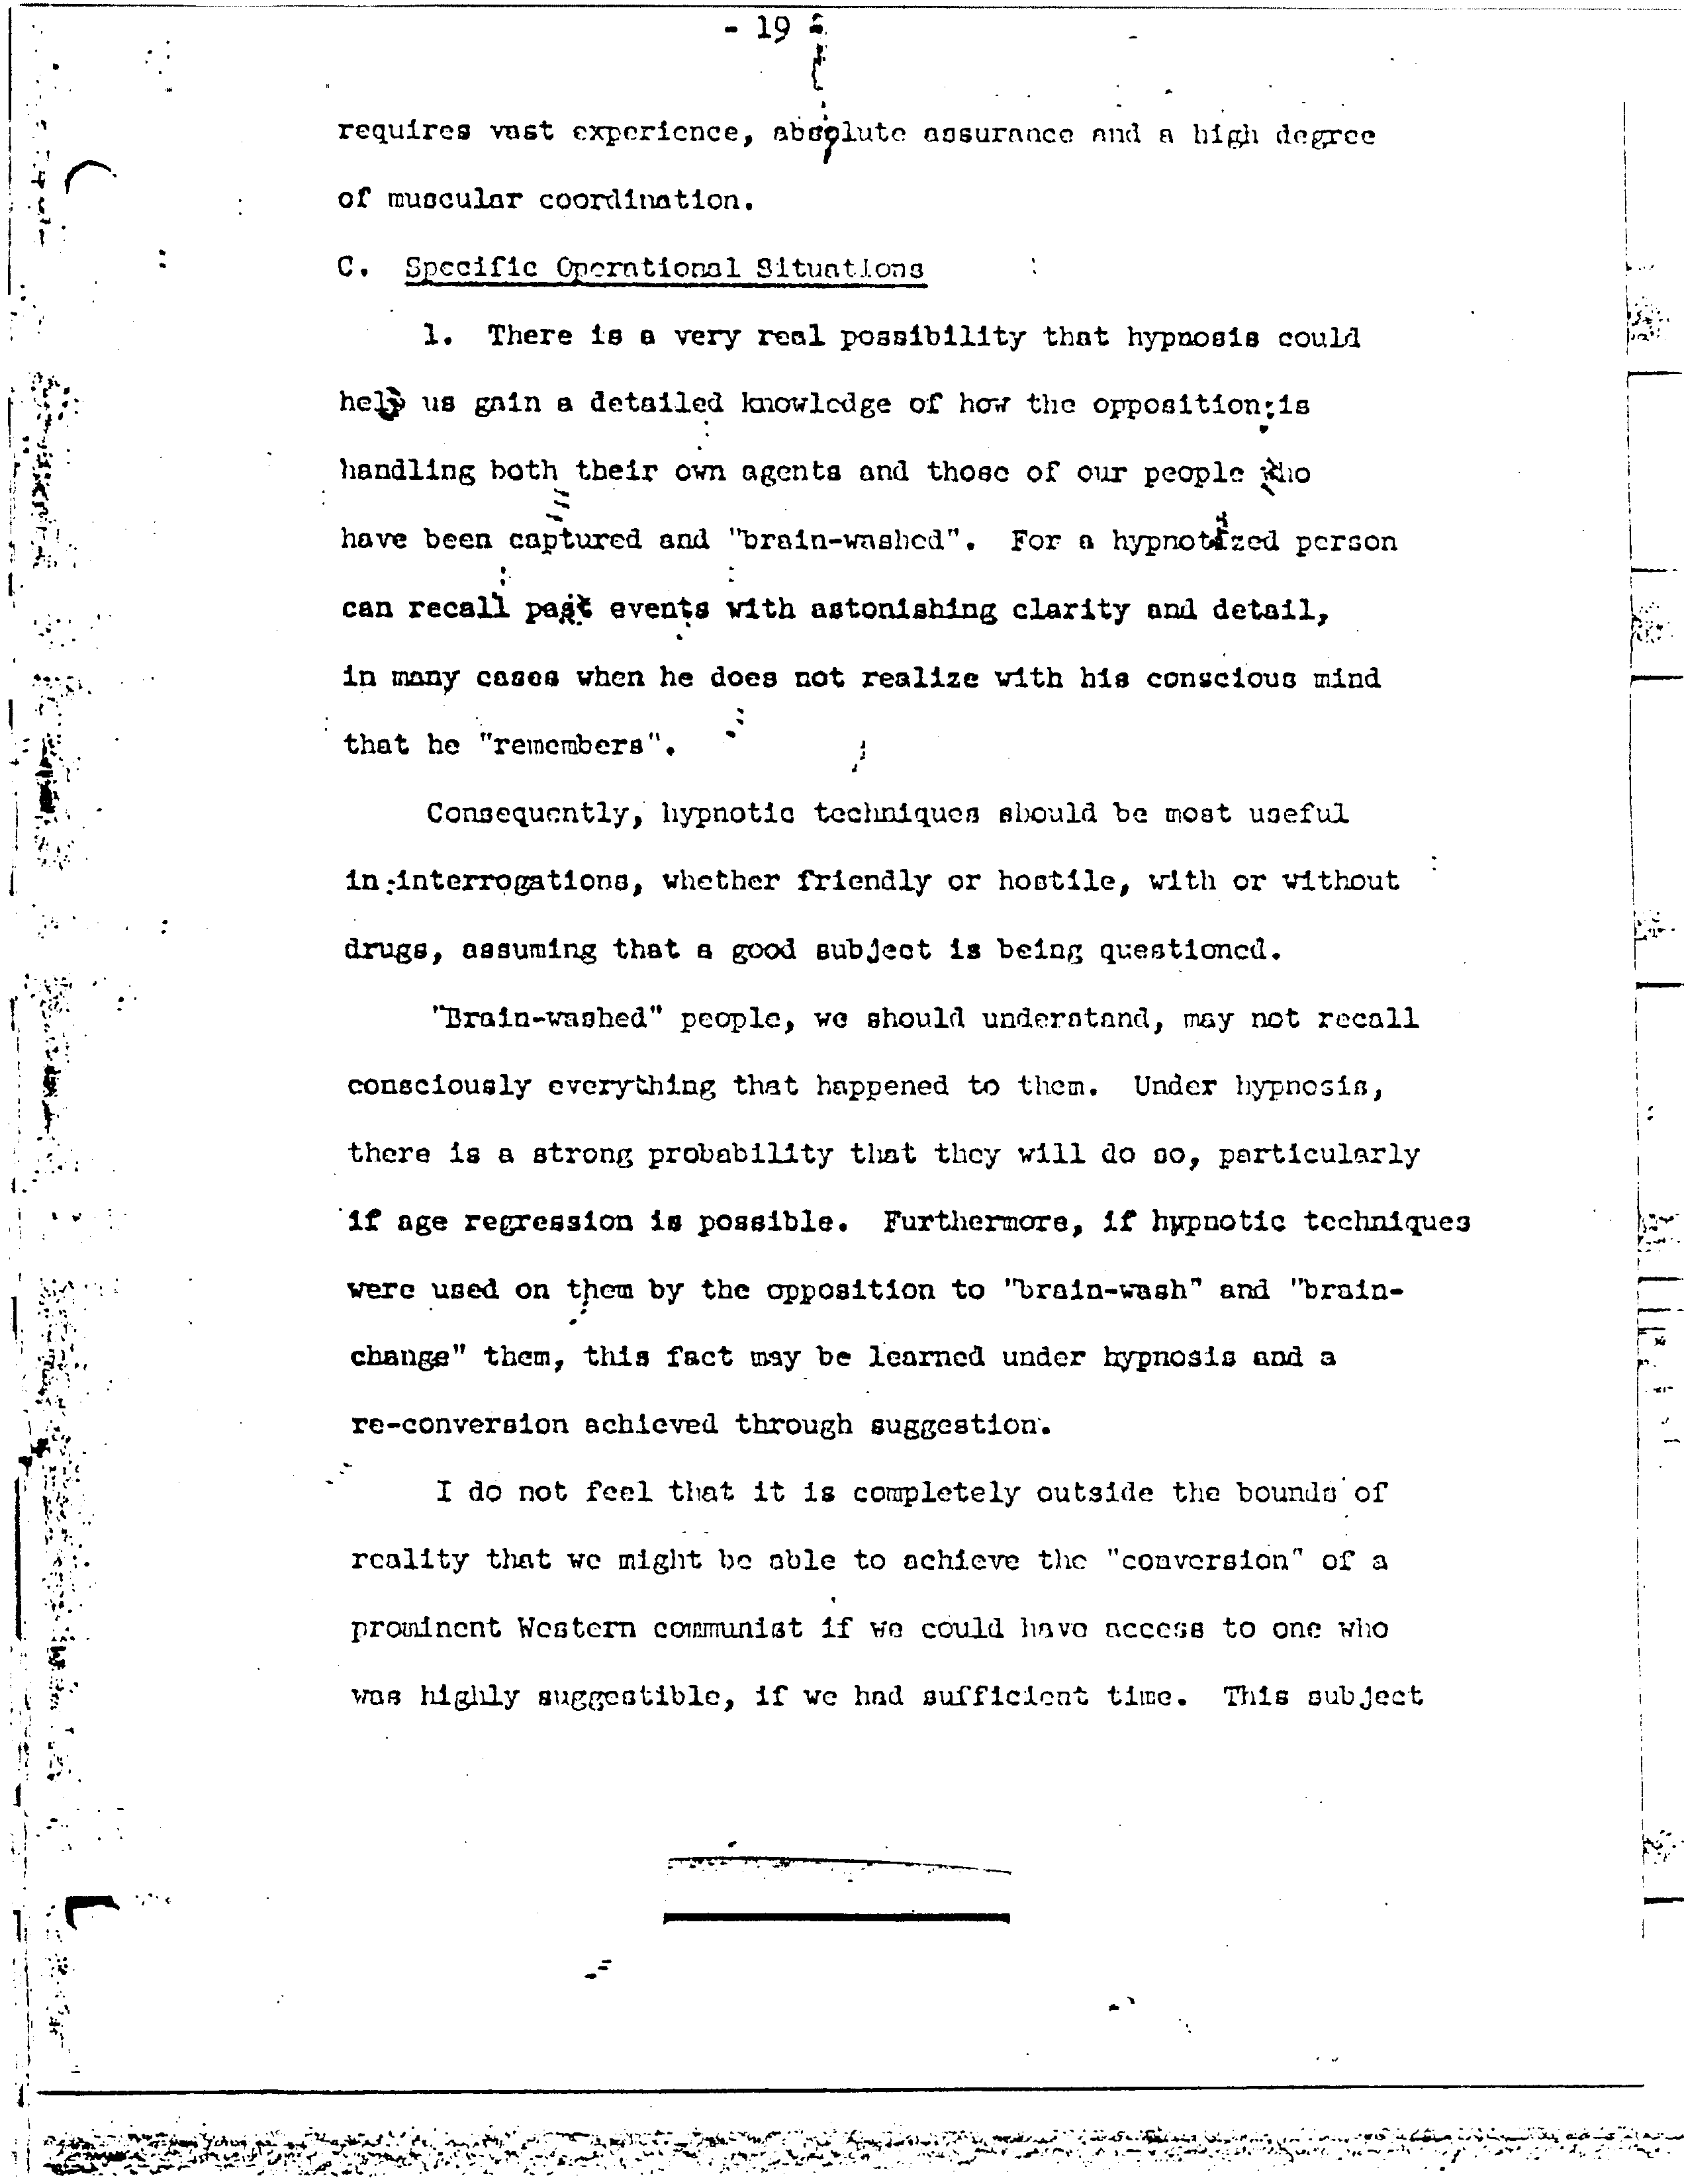 - 19 -
requires vast experience, absolute assurance and a high degree
of muscular coordination.
C. Specific Operational Situations
1. There is a very real possibility that hypnosis could
help us gain a detailed knowledge of how the opposition is
handling both their own agents and those of our people who
have been captured and "brain-washed". For a hypnotized person
can recall past events with astonishing clarity and detail,
in many cases when he does not realize with his conscious mind
that he "remembers".
Consequently, hypnotic techniques should be most useful
in interrogations, whether friendly or hostile, with or without
drugs, assuming that a good subject is being questioned.
"Brain-washed" people, we should understand, may not recall
consciously everything that happened to them. Under hypnosis,
there is a strong probability that they will do so, particularly
if age regression is possible. Furthermore, if hypnotic techniques
were used on them by the opposition to "brain-wash" and "brain-
change" them, this fact may be learned under hypnosis and a
re-conversion achieved through suggestion.
I do not feel that it is completely outside the bounds of
reality that we might be able to achieve the "conversion" of a
prominent Western communist if we could have access to one who
was highly suggestible, if we had sufficient time. This subject